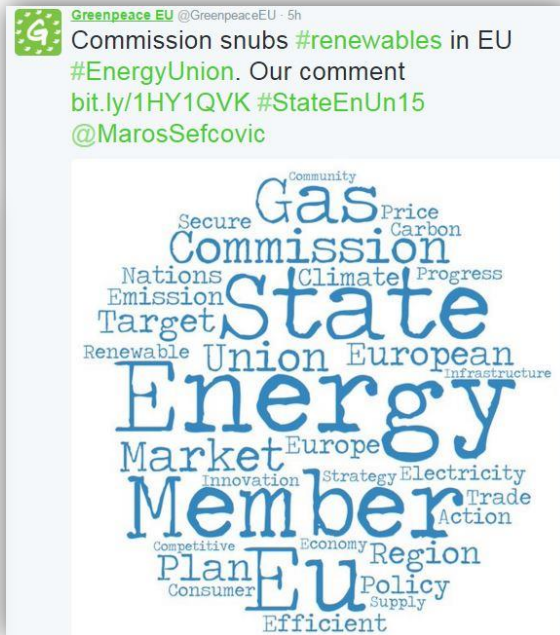 Greenpeace EU @GreenpeaceEU · 5h
Commission snubs #renewables in EU
#EnergyUnion. Our comment
bit.ly/1HY1QVK #StateEnUn15
@MarosSefcovic
Community
Gas Price
Secure Carbon
Commission
Nations Climate Progress
Emission State
Target
Renewable Union European
Infrastructure
Energy
Market Europe
Innovation Strategy Electricity
Member Trade
Action
Competitive Economy Region
Plan Eu Policy
Consumer Supply
Efficient